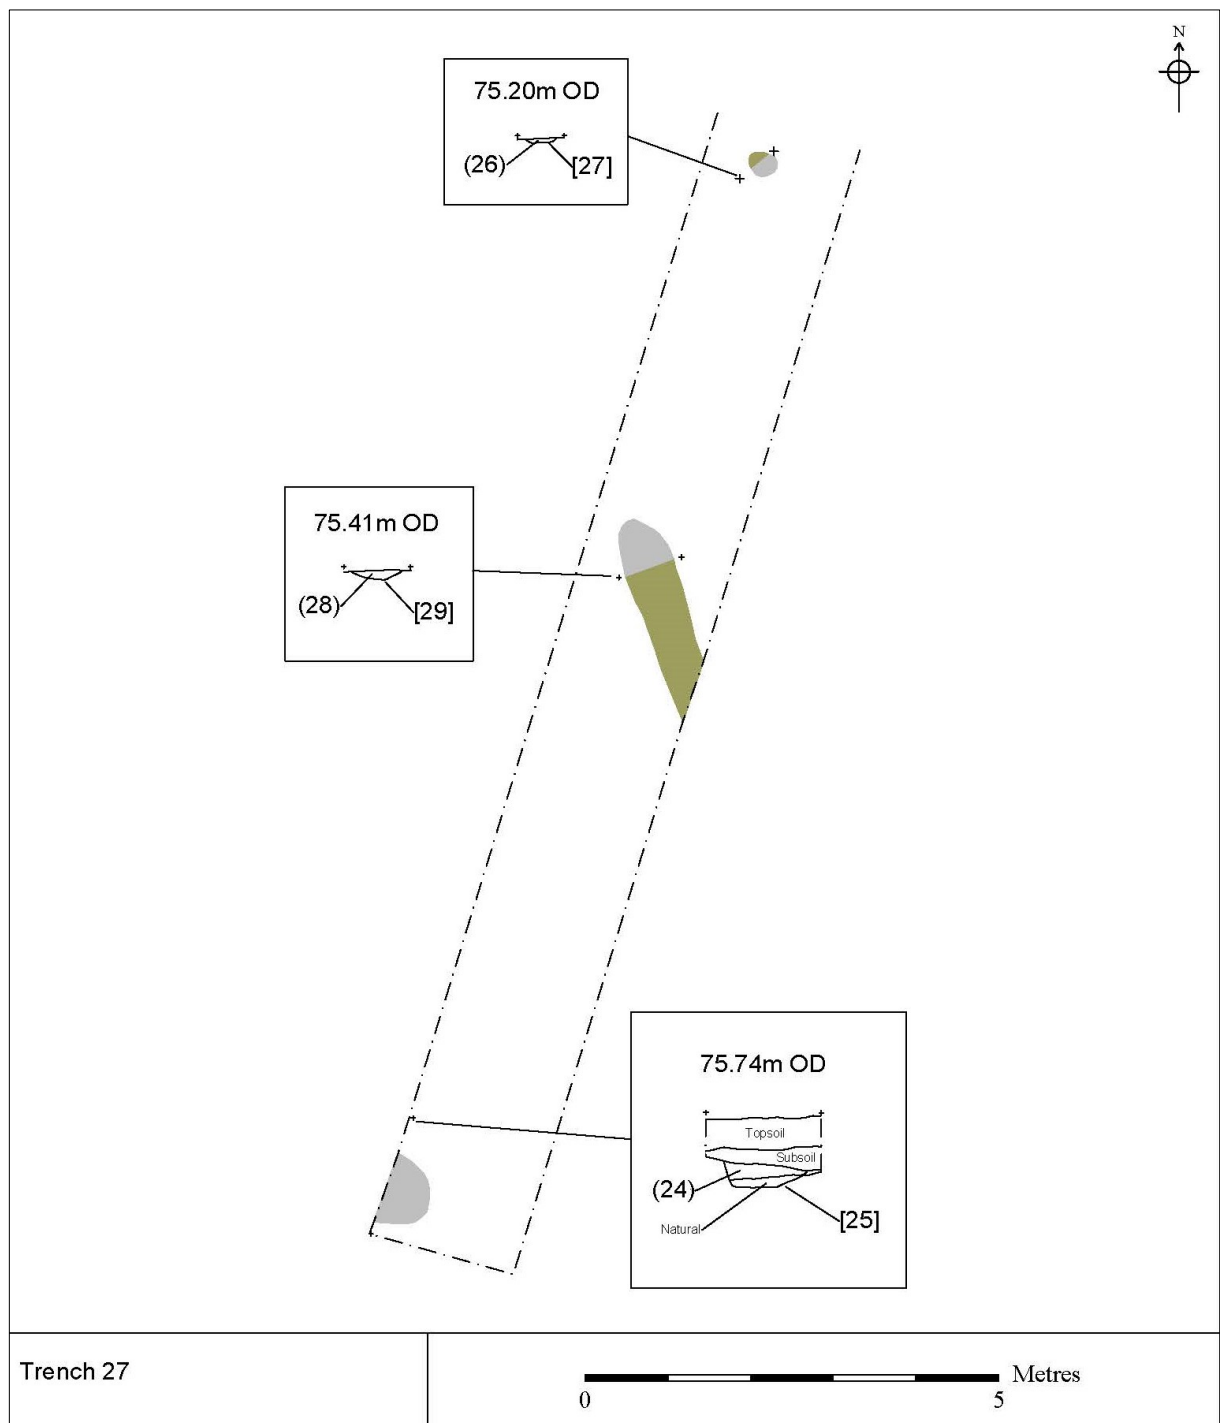 N
75.20m OD
(26) [27]
75.41m OD
(28) [29]
75.74m OD
Topsoil
Subsoil
(24)
[25]
Natural
Trench 27
Metres
0 5